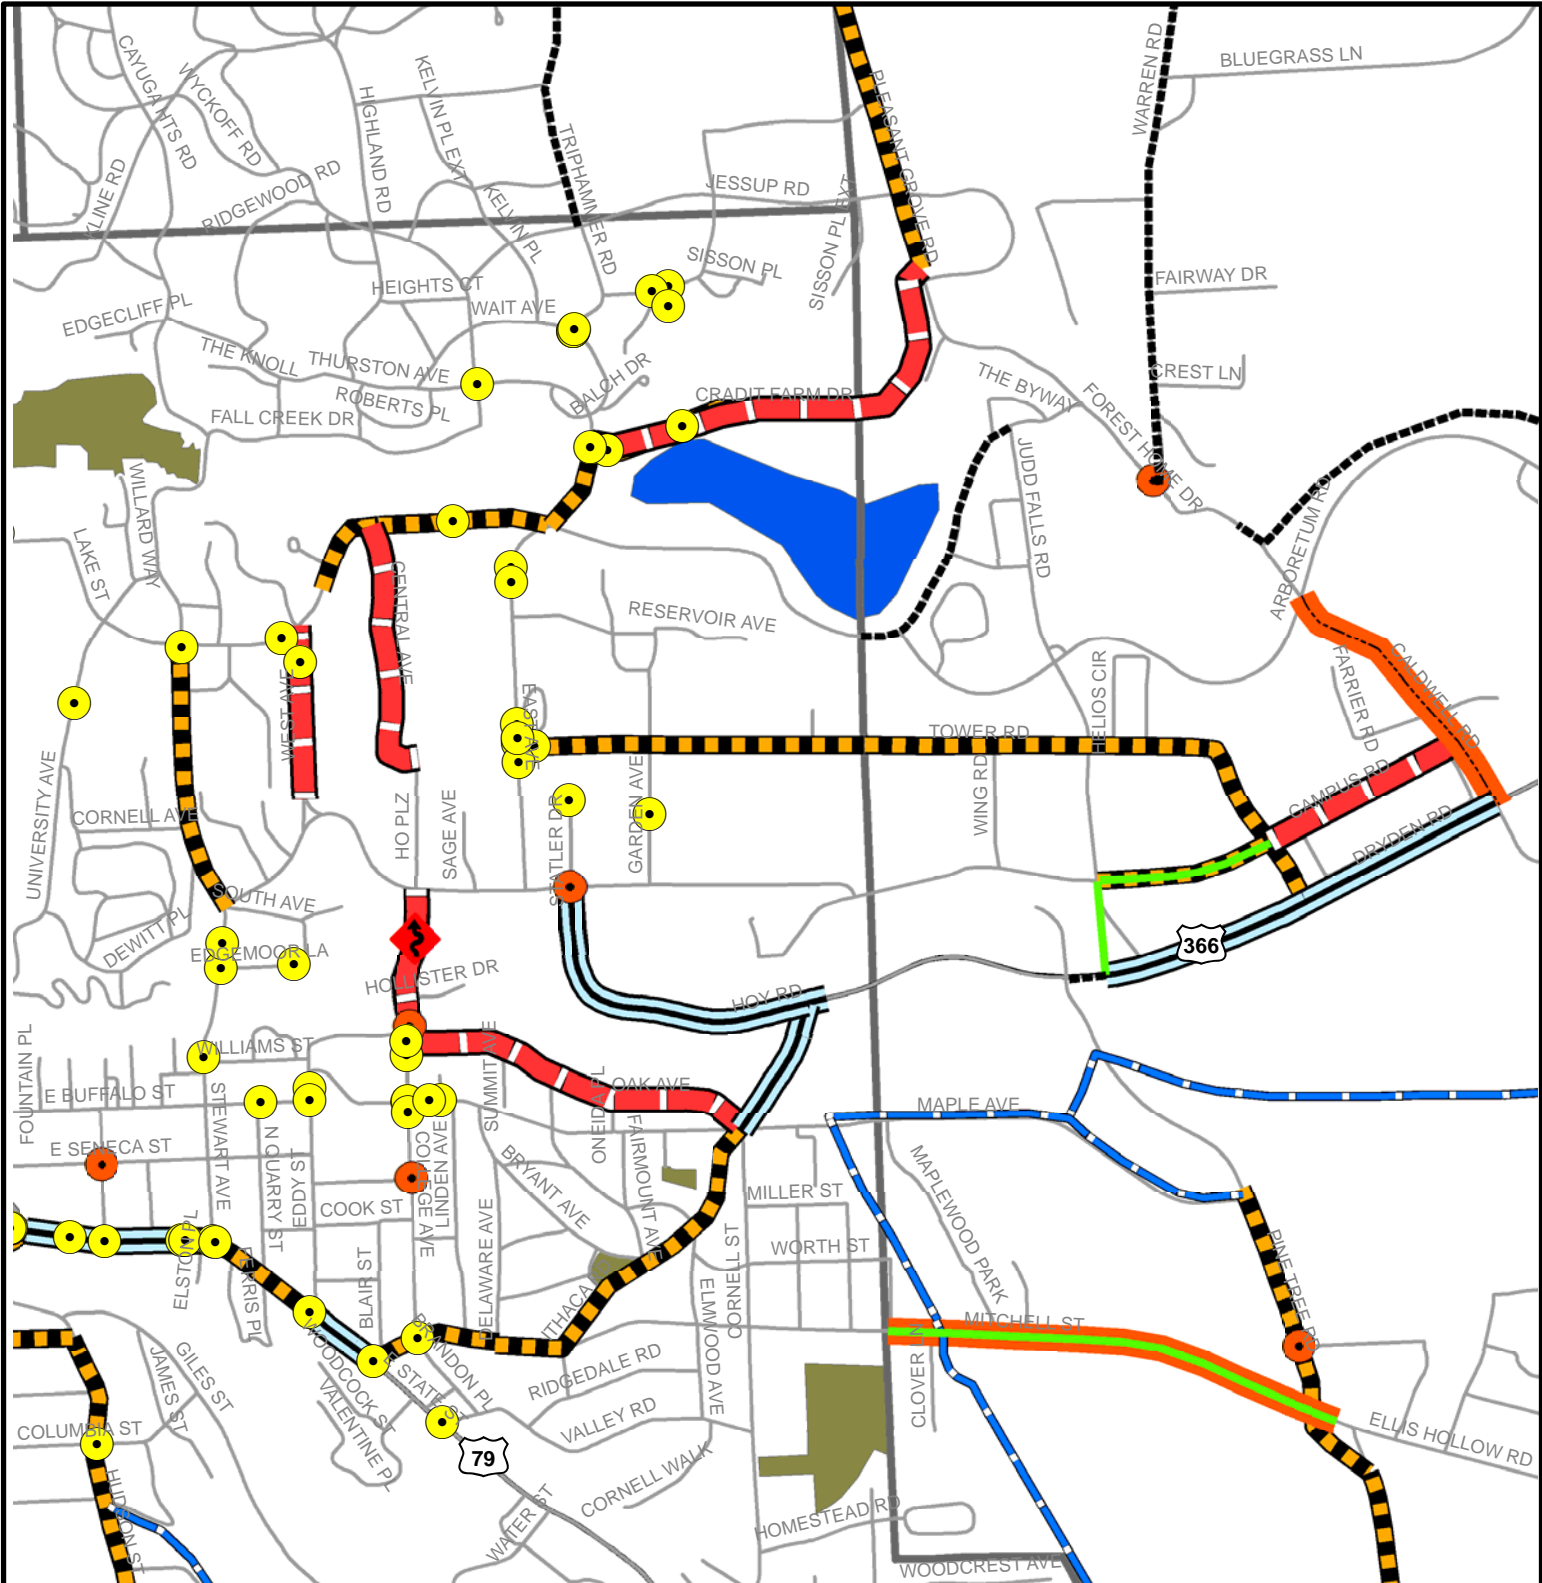 BLUEGRASS LN
WARREN RD
CAYUGA HTS RD
WYCKOFF RD
KELVIN PL EXT
HIGHLAND RD
PLEASANT GROVE RD
TRIPHAMMER RD
KLINE RD
RIDGEWOOD RD
JESSUP RD
KELVIN PL
SISSON PL EXT
SISSON PL
FAIRWAY DR
HEIGHTS CT
WAIT AVE
EDGECLIFF PL
THE KNOLL
THURSTON AVE
BALCH DR
CREST LN
THE BYWAY
CRADIT FARM DR
ROBERTS PL
FALL CREEK DR
FOREST HOME DR
JUDD FALLS RD
WILLARD WAY
LAKE ST
ARBORETUM RD
CENTRAL AVE
RESERVOIR AVE
WEST AVE
EAST AVE
HELIOS CIR
FARRIER RD
CALDWELL RD
TOWER RD
UNIVERSITY AVE
CORNELL AVE
HO PLZ
SAGE AVE
STATLER DR
GARDEN AVE
WING RD
CAMPUS RD
DRYDEN RD
SOUTH AVE
DEWITT PL
EDGEMOOR LA
366
HOLLISTER DR
HOY RD
FOUNTAIN PL
WILLIAMS ST
SUMMIT AVE
OAK AVE
ONEIDA PL
E BUFFALO ST
STEWART AVE
MAPLE AVE
E SENECA ST
N QUARRY ST
EDDY ST
COLLEGE AVE
LINDEN AVE
BRYANT AVE
FAIRMOUNT AVE
MAPLEWOOD PARK
MILLER ST
COOK ST
DELAWARE AVE
CORNELL ST
WORTH ST
ELSTON PL
FERRIS PL
BLAIR ST
ITHACA
ELMWOOD AVE
PINE TREE RD
MITCHELL ST
CLOVER LN
BRANDON PL
WOODCOCK ST
E STATE ST
RIDGEDALE RD
JAMES ST
GILES ST
VALENTINE PL
VALLEY RD
COLUMBIA ST
79
ELLIS HOLLOW RD
CORNELL WALK
HUDSON ST
WATER ST
HOMESTEAD RD
WOODCREST AVE